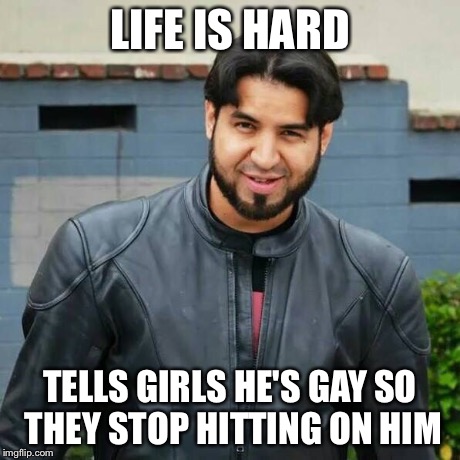 LIFE IS HARD
TELLS GIRLS HE'S GAY SO
THEY STOP HITTING ON HIM
imgflip.com